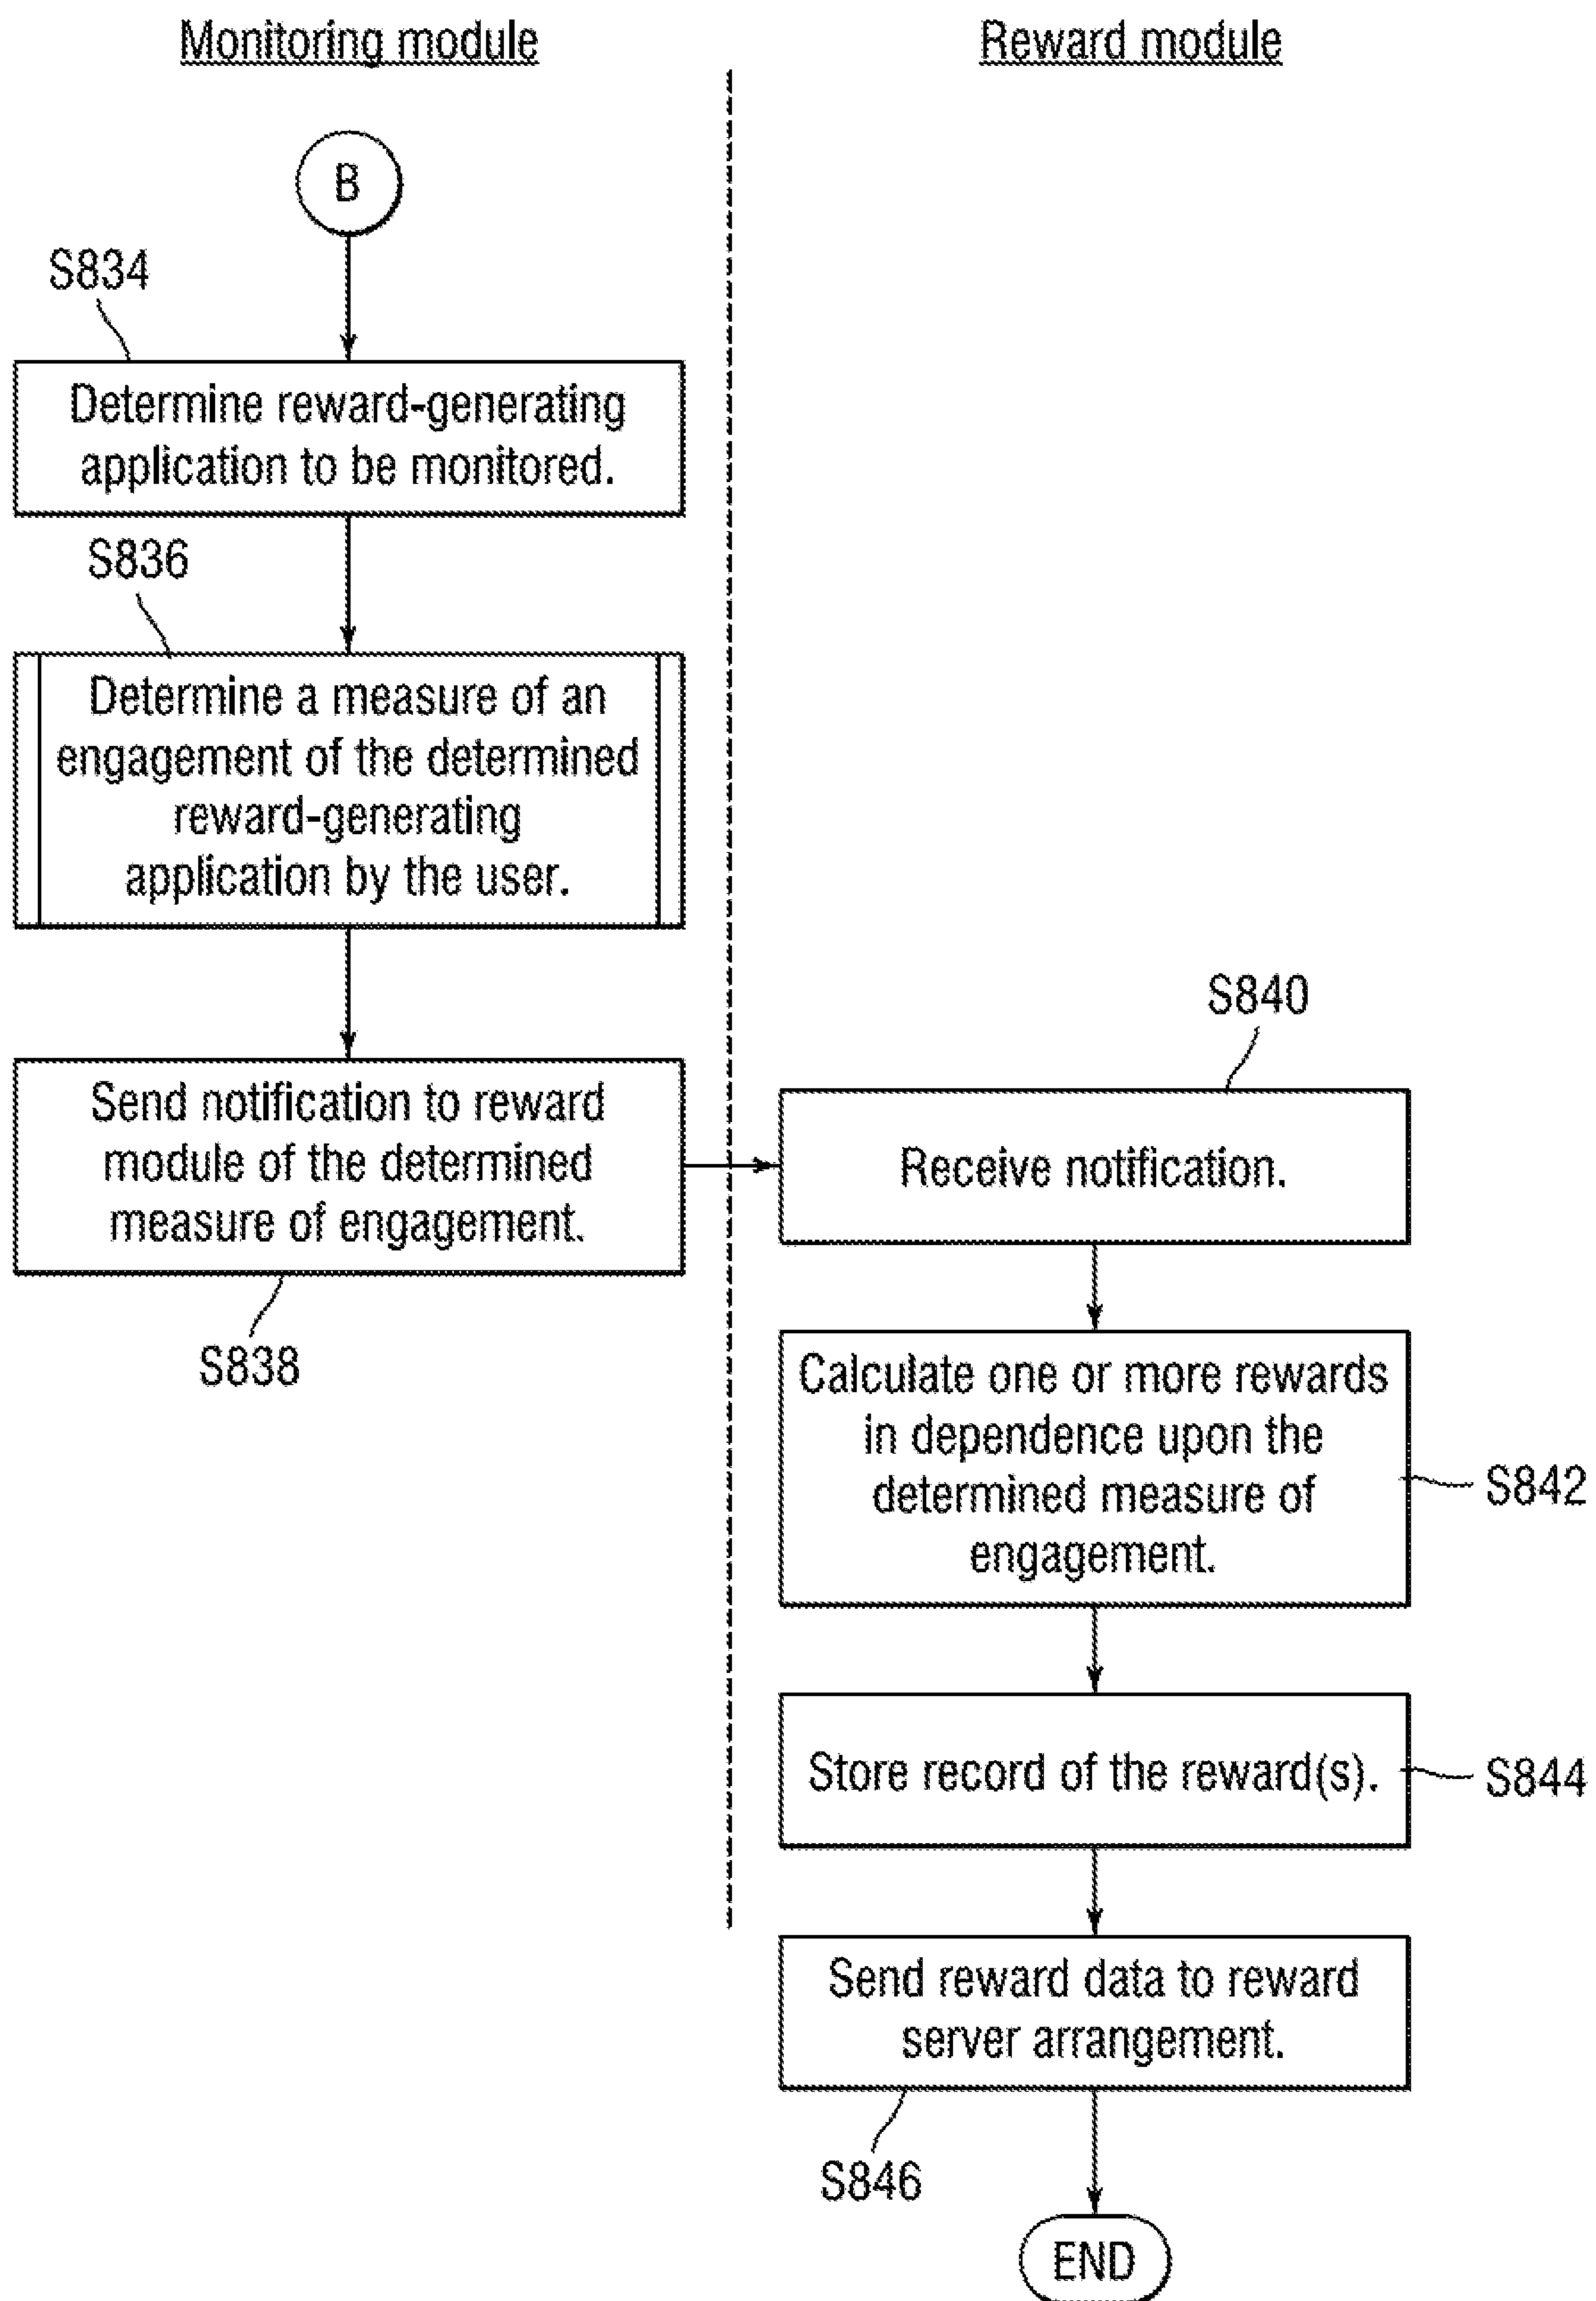 Monitoring module
Reward module
B
S834
Determine reward-generating
application to be monitored.
S836
Determine a measure of an
engagement of the determined
reward-generating
application by the user.
Send notification to reward
module of the determined
measure of engagement.
S838
S840
Receive notification.
Calculate one or more rewards
in dependence upon the
determined measure of
engagement.
S842
Store record of the reward(s).
S844
Send reward data to reward
server arrangement.
S846
END